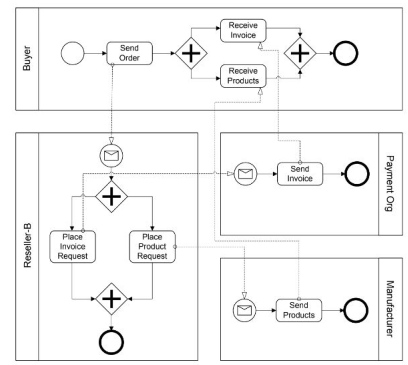 Buyer
Send
Order
Receive
Invoice
Receive
Products
Reseller-B
Place
Invoice
Request
Place
Product
Request
Payment Org
Send
Invoice
Manufacturer
Send
Products